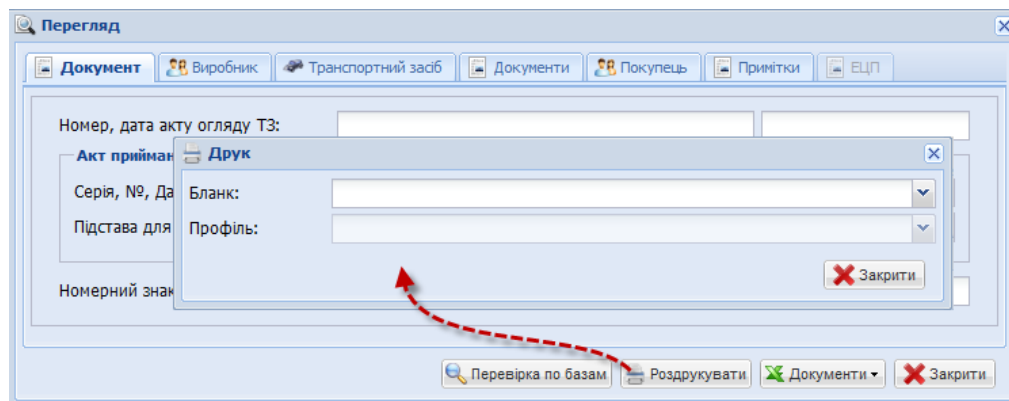 Перегляд
Документ Виробник Транспортний засіб Документи Покупець Примітки ЕЦП
Номер, дата акту огляду ТЗ:
Акт прийман
Друк
Серія, №, Да
Бланк:
Підстава для
Профіль:
Закрити
Номерний знак
Перевірка по базам Роздрукувати Документи Закрити